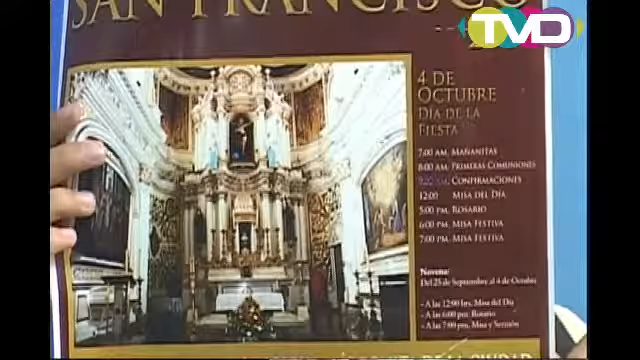 SAN FRANCISCO
TVD
4 DE
OCTUBRE
DÍA DE LA
FIESTA
7:00 AM. MAÑANITAS
8:00 AM. PRIMERAS COMUNIONES
CONFIRMACIONES
12:00 MISA DEL DÍA
5:00 PM. ROSARIO
6:00 PM. MISA FESTIVA
7:00 PM. MISA FESTIVA
Novena:
Del 25 de Septiembre al 4 de Octubre
- A las 12:00 hrs. Misa del Día
- A las 6:00 pm. Rosario
- A las 7:00 pm. Misa y Sermón